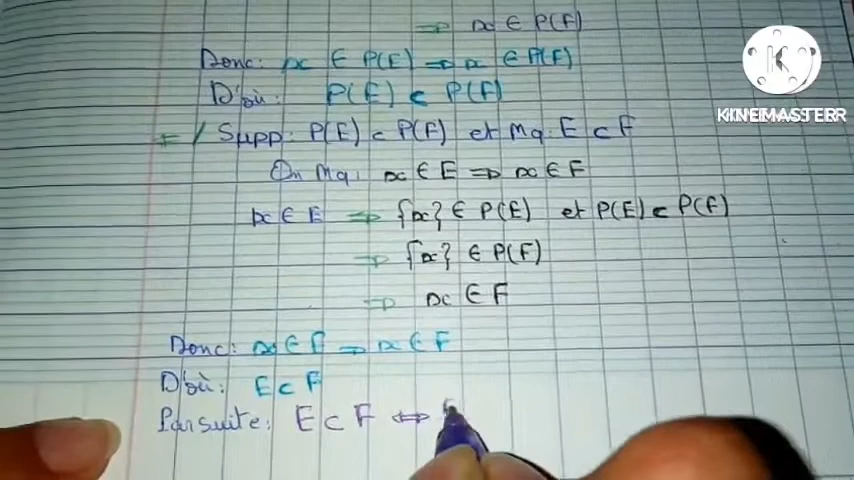 ⇒ x ∈ P(F)
Donc: x ∈ P(E) ⇒ x ∈ P(F)
D'où: P(E) ⊂ P(F)
⇐/ Supp: P(E) ⊂ P(F) et Mq: E ⊂ F
On Mq: x ∈ E ⇒ x ∈ F
x ∈ E ⇒ {x} ∈ P(E) et P(E) ⊂ P(F)
⇒ {x} ∈ P(F)
⇒ x ∈ F
Donc: x ∈ E ⇒ x ∈ F
D'où: E ⊂ F
Par suite: E ⊂ F ⇔
K
KINEMASTER